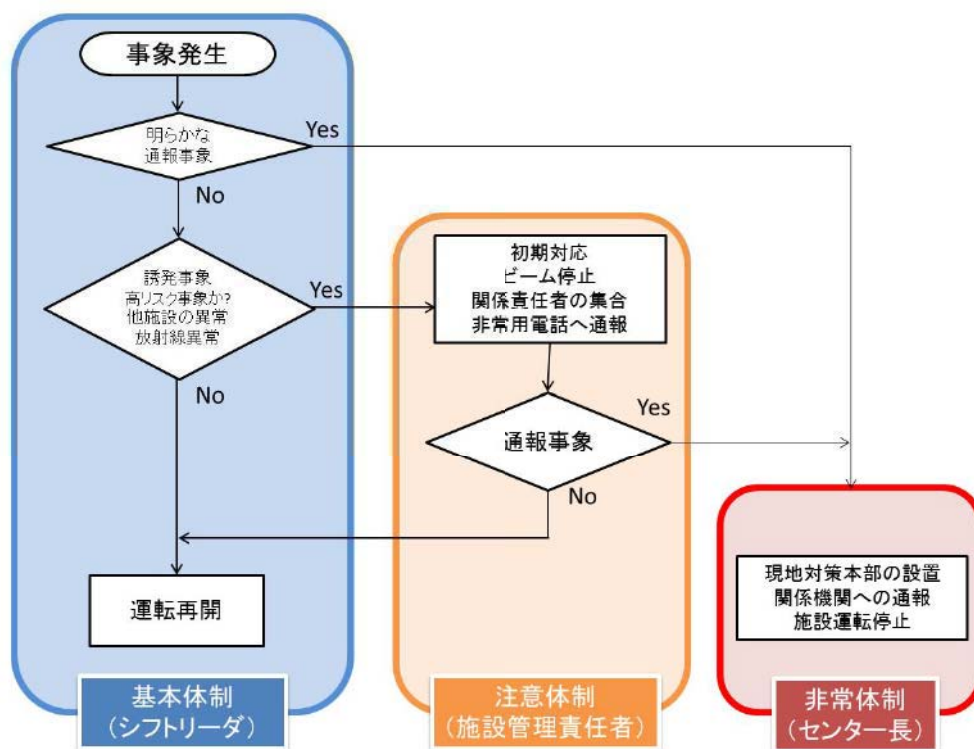 事象発生
明らかな
通報事象
Yes
No
誘発事象
高リスク事象か?
他施設の異常
放射線異常
Yes
No
初期対応
ビーム停止
関係責任者の集合
非常用電話へ通報
通報事象
Yes
No
運転再開
現地対策本部の設置
関係機関への通報
施設運転停止
基本体制
(シフトリーダ)
注意体制
(施設管理責任者)
非常体制
(センター長)